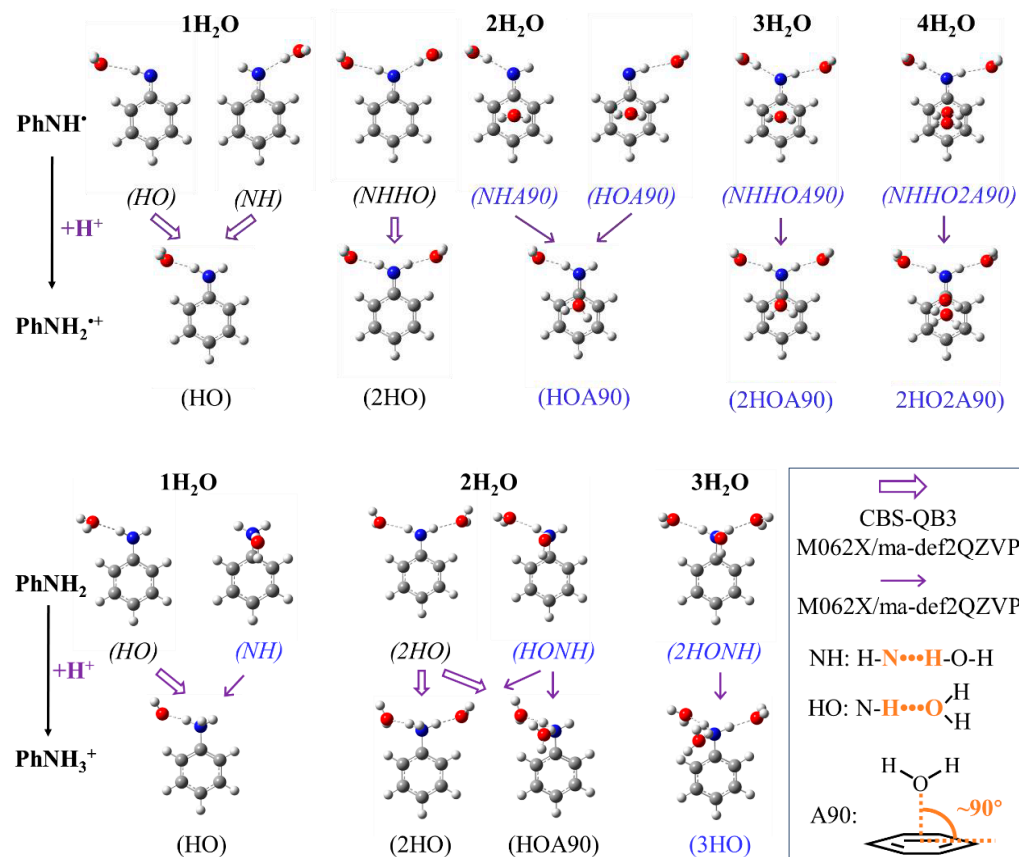 1H₂O 2H₂O 3H₂O 4H₂O
PhNH•
(HO) (NH) (NHHO) (NHA90) (HOA90) (NHHOA90) (NHHO2A90)
+H⁺
PhNH₂•⁺
(HO) (2HO) (HOA90) (2HOA90) 2HO2A90)
1H₂O 2H₂O 3H₂O
PhNH₂
(HO) (NH) (2HO) (HONH) (2HONH)
+H⁺
PhNH₃⁺
(HO) (2HO) (HOA90) (3HO)
CBS-QB3
M062X/ma-def2QZVP
M062X/ma-def2QZVP
NH: H-N•••H-O-H
HO: N-H•••O
H
H
H O H
A90:
~90°